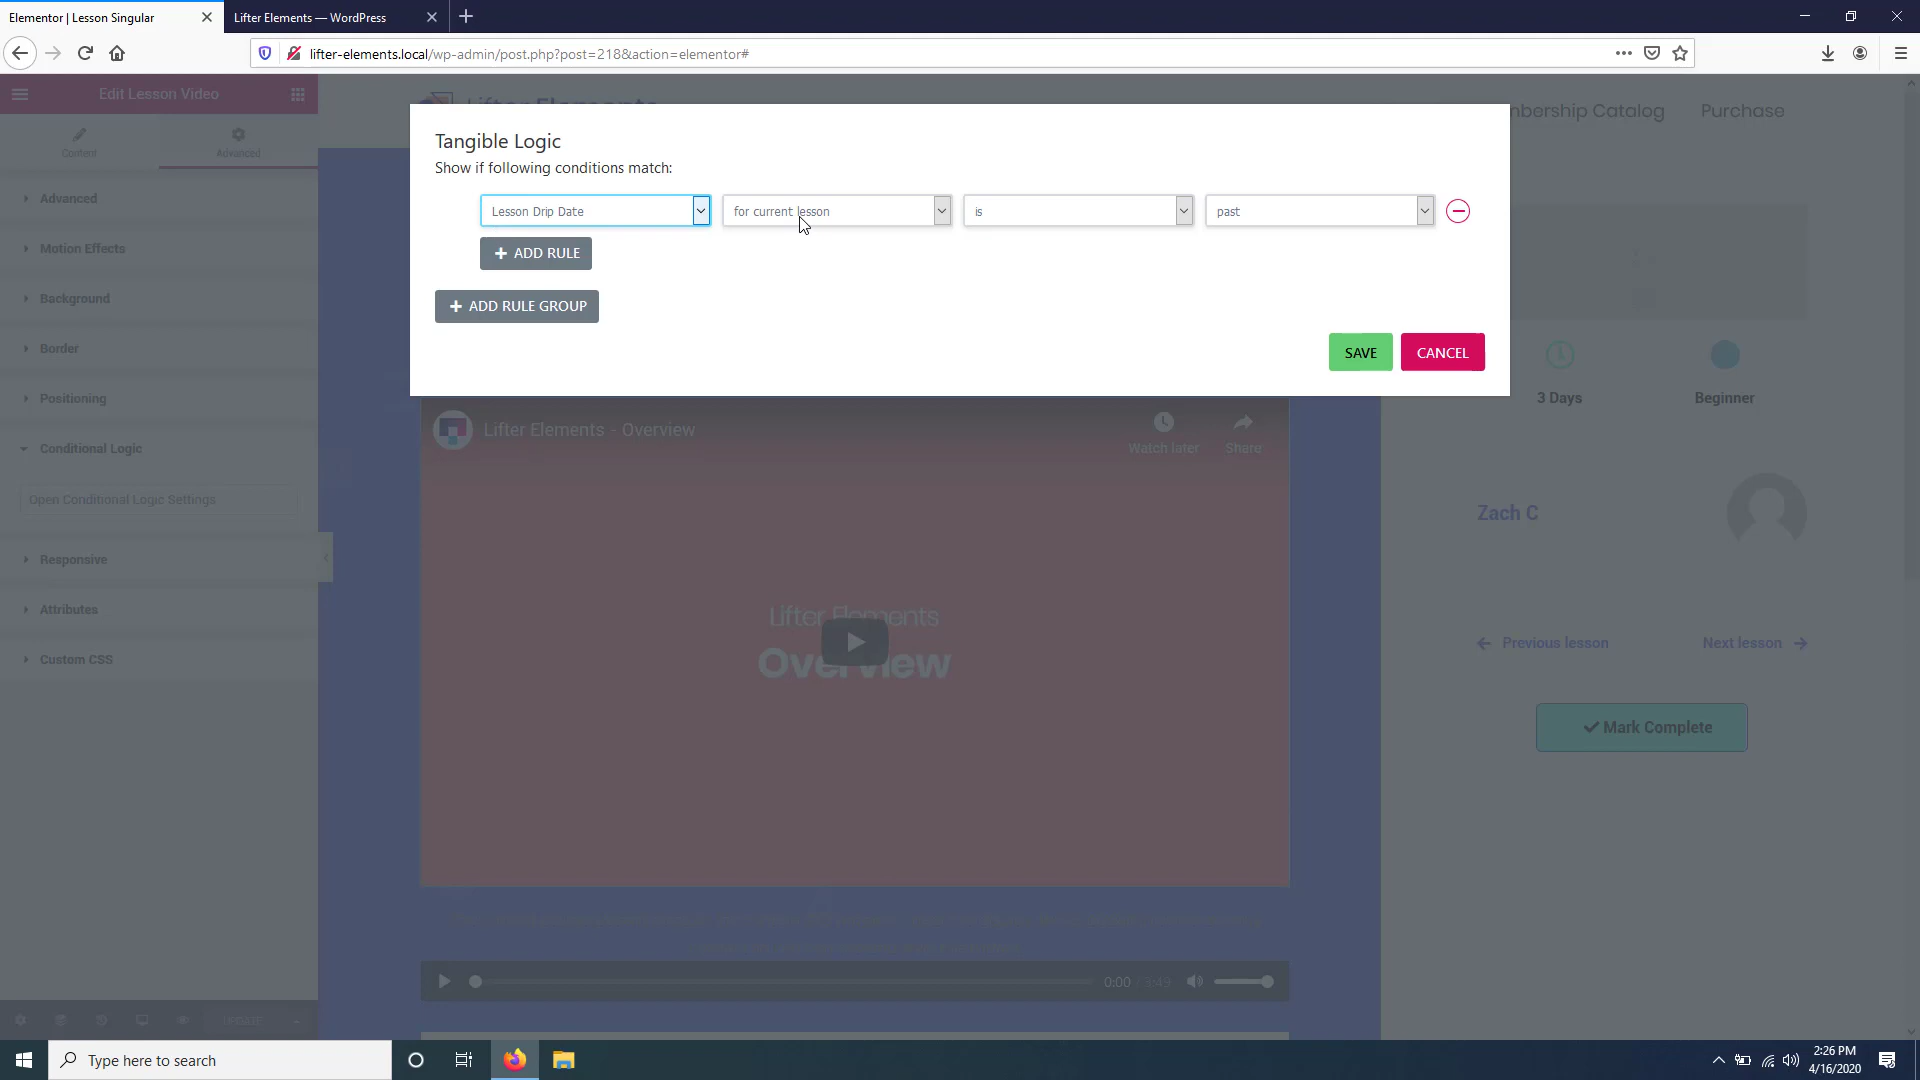 Elementor | Lesson Singular
Lifter Elements — WordPress
lifter-elements.local/wp-admin/post.php?post=218&action=elementor#
Edit Lesson Video
Content
Advanced
Advanced
Motion Effects
Background
Border
Positioning
Conditional Logic
Open Conditional Logic Settings
Responsive
Attributes
Custom CSS
UPDATE
Lifter Elements
Membership Catalog
Purchase
Tangible Logic
Show if following conditions match:
Lesson Drip Date
for current lesson
is
past
ADD RULE
ADD RULE GROUP
SAVE
CANCEL
3 Days
Beginner
Lifter Elements - Overview
Watch later
Share
Lifter Elements
Overview
Zach C
Previous lesson
Next lesson
Mark Complete
0:00 / 3:49
Type here to search
2:26 PM
4/16/2020